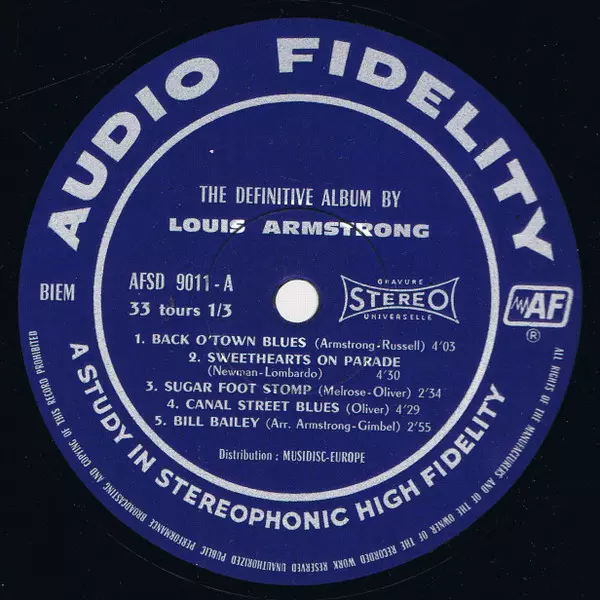 AUDIO FIDELITY
THE DEFINITIVE ALBUM BY
LOUIS ARMSTRONG
BIEM
AFSD 9011-A
33 tours 1/3
GRAVURE
STEREO
UNIVERSELLE
AF
®
1. BACK O'TOWN BLUES (Armstrong-Russell) 4'03
2. SWEETHEARTS ON PARADE
(Newman-Lombardo) 4'30
3. SUGAR FOOT STOMP (Melrose-Oliver) 2'34
4. CANAL STREET BLUES (Oliver) 4'29
5. BILL BAILEY (Arr. Armstrong-Gimbel) 2'55
Distribution : MUSIDISC-EUROPE
A STUDY IN STEREOPHONIC HIGH FIDELITY
ALL RIGHTS OF THE MANUFACTURERS AND OF THE OWNER OF THE RECORDED WORK RESERVED UNAUTHORIZED PUBLIC PERFORMANCE BROADCASTING AND COPYING OF THIS RECORD PROHIBITED